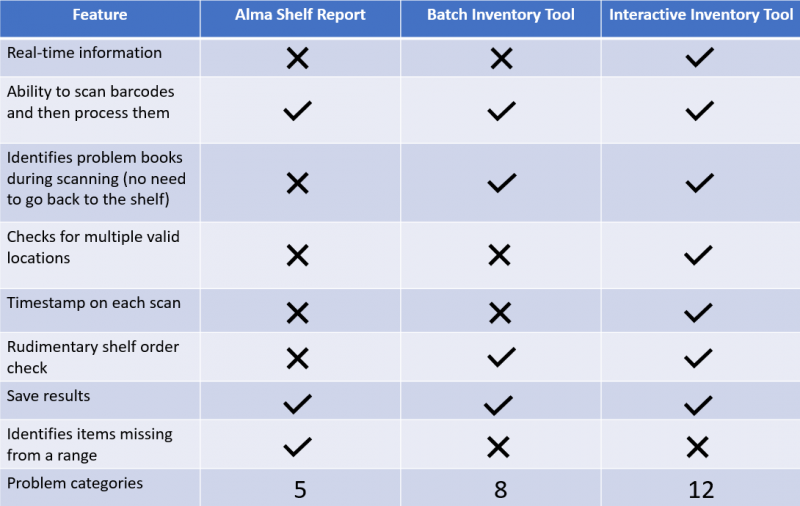 Feature Alma Shelf Report Batch Inventory Tool Interactive Inventory Tool
Real-time information ✕ ✕ ✓
Ability to scan barcodes
and then process them ✓ ✓ ✓
Identifies problem books
during scanning (no need
to go back to the shelf) ✕ ✓ ✓
Checks for multiple valid
locations ✕ ✕ ✓
Timestamp on each scan ✕ ✕ ✓
Rudimentary shelf order
check ✕ ✓ ✓
Save results ✓ ✓ ✓
Identifies items missing
from a range ✓ ✕ ✕
Problem categories 5 8 12